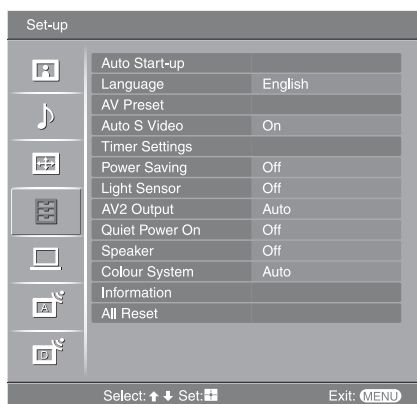 Set-up
Auto Start-up
Language English
AV Preset
Auto S Video On
Timer Settings
Power Saving Off
Light Sensor Off
AV2 Output Auto
Quiet Power On Off
Speaker Off
Colour System Auto
Information
All Reset
A
D
Select: Set: Exit: MENU